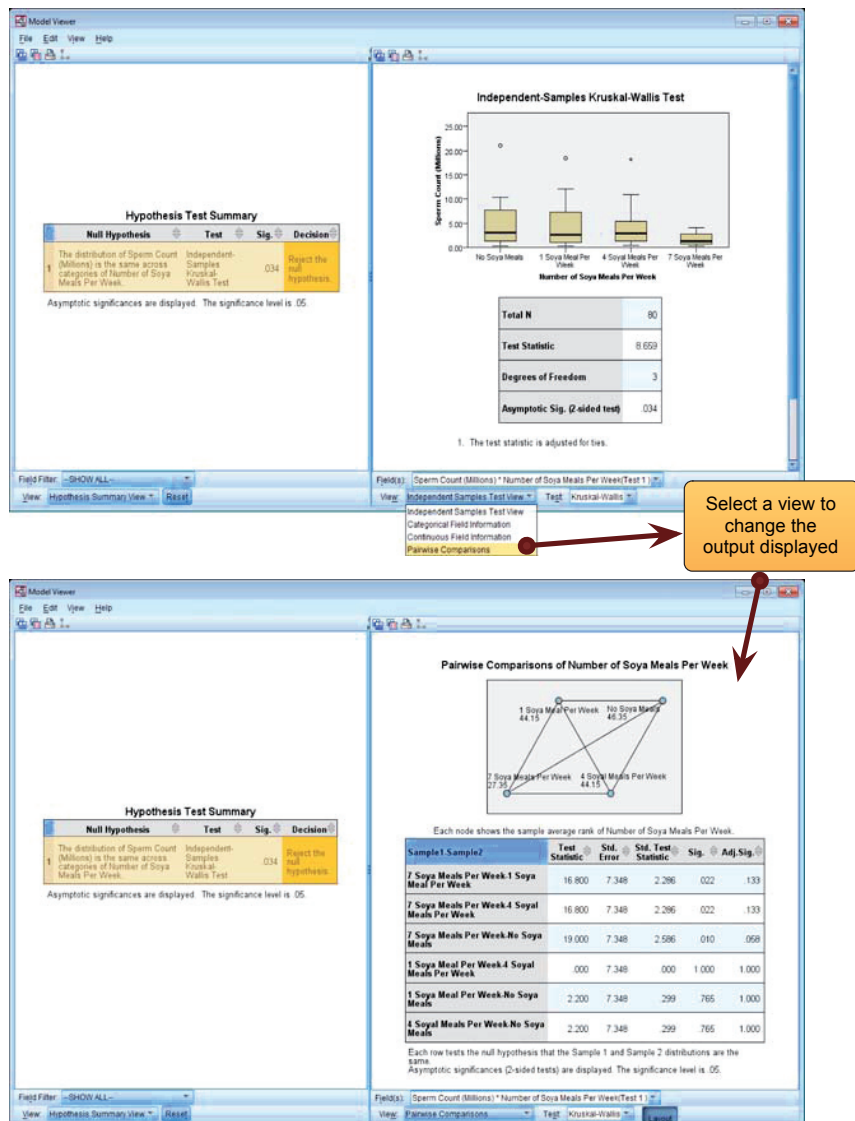 Model Viewer
File Edit View Help
Hypothesis Test Summary
Null Hypothesis Test Sig. Decision
1 The distribution of Sperm Count (Millions) is the same across categories of Number of Soya Meals Per Week. Independent-Samples Kruskal-Wallis Test .034 Reject the null hypothesis.
Asymptotic significances are displayed. The significance level is .05.
Field Filter: --SHOW ALL--
View: Hypothesis Summary View Reset
Independent-Samples Kruskal-Wallis Test
Sperm Count (Millions)
25.00
20.00
15.00
10.00
5.00
0.00
No Soya Meals
1 Soya Meal Per Week
4 Soyal Meals Per Week
7 Soya Meals Per Week
Number of Soya Meals Per Week
Total N 80
Test Statistic 8.659
Degrees of Freedom 3
Asymptotic Sig. (2-sided test) .034
1. The test statistic is adjusted for ties.
Field(s): Sperm Count (Millions) * Number of Soya Meals Per Week(Test 1)
View: Independent Samples Test View Test: Kruskal-Wallis
Independent Samples Test View
Categorical Field Information
Continuous Field Information
Pairwise Comparisons
Select a view to
change the
output displayed
Model Viewer
File Edit View Help
Hypothesis Test Summary
Null Hypothesis Test Sig. Decision
1 The distribution of Sperm Count (Millions) is the same across categories of Number of Soya Meals Per Week. Independent-Samples Kruskal-Wallis Test .034 Reject the null hypothesis.
Asymptotic significances are displayed. The significance level is .05.
Field Filter: --SHOW ALL--
View: Hypothesis Summary View Reset
Pairwise Comparisons of Number of Soya Meals Per Week
1 Soya Meal Per Week
44.15
No Soya Meals
46.35
7 Soya Meals Per Week
27.35
4 Soyal Meals Per Week
44.15
Each node shows the sample average rank of Number of Soya Meals Per Week.
Sample1-Sample2 Test Statistic Std. Error Std. Test Statistic Sig. Adj.Sig.
7 Soya Meals Per Week-1 Soya Meal Per Week 16.800 7.348 2.286 .022 .133
7 Soya Meals Per Week-4 Soyal Meals Per Week 16.800 7.348 2.286 .022 .133
7 Soya Meals Per Week-No Soya Meals 19.000 7.348 2.586 .010 .058
1 Soya Meal Per Week-4 Soyal Meals Per Week .000 7.348 .000 1.000 1.000
1 Soya Meal Per Week-No Soya Meals 2.200 7.348 .299 .765 1.000
4 Soyal Meals Per Week-No Soya Meals 2.200 7.348 .299 .765 1.000
Each row tests the null hypothesis that the Sample 1 and Sample 2 distributions are the same.
Asymptotic significances (2-sided tests) are displayed. The significance level is .05.
Field(s): Sperm Count (Millions) * Number of Soya Meals Per Week(Test 1)
View: Pairwise Comparisons Test: Kruskal-Wallis Layout